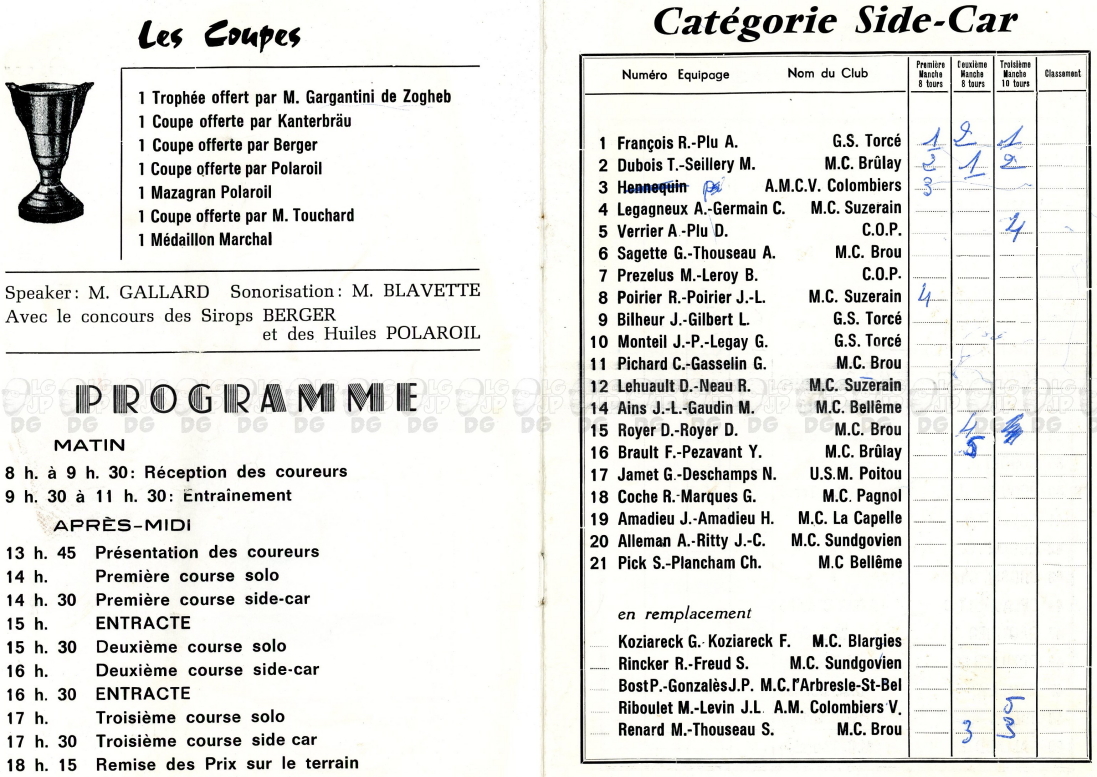 Les Coupes
1 Trophée offert par M. Gargantini de Zogheb
1 Coupe offerte par Kanterbräu
1 Coupe offerte par Berger
1 Coupe offerte par Polaroil
1 Mazagran Polaroil
1 Coupe offerte par M. Touchard
1 Médaillon Marchal
Speaker: M. GALLARD Sonorisation: M. BLAVETTE
Avec le concours des Sirops BERGER
et des Huiles POLAROIL
PROGRAMME
MATIN
8 h. à 9 h. 30: Réception des coureurs
9 h. 30 à 11 h. 30: Entraînement
APRÈS-MIDI
13 h. 45 Présentation des coureurs
14 h. Première course solo
14 h. 30 Première course side-car
15 h. ENTRACTE
15 h. 30 Deuxième course solo
16 h. Deuxième course side-car
16 h. 30 ENTRACTE
17 h. Troisième course solo
17 h. 30 Troisième course side car
18 h. 15 Remise des Prix sur le terrain
Catégorie Side-Car
Numéro Equipage Nom du Club Première Manche 8 tours Deuxième Manche 8 tours Troisième Manche 10 tours Classement
1 François R.-Plu A. G.S. Torcé 1 2 1
2 Dubois T.-Seillery M. M.C. Brûlay 2 1 2
3 Hennequin A.M.C.V. Colombiers 3
4 Legagneux A.-Germain C. M.C. Suzerain
5 Verrier A.-Plu D. C.O.P. 4
6 Sagette G.-Thouseau A. M.C. Brou
7 Prezelus M.-Leroy B. C.O.P.
8 Poirier R.-Poirier J.-L. M.C. Suzerain 4
9 Bilheur J.-Gilbert L. G.S. Torcé
10 Monteil J.-P.-Legay G. G.S. Torcé
11 Pichard C.-Gasselin G. M.C. Brou
12 Lehuault D.-Neau R. M.C. Suzerain
14 Ains J.-L.-Gaudin M. M.C. Bellême
15 Royer D.-Royer D. M.C. Brou 4
16 Brault F.-Pezavant Y. M.C. Brûlay 5
17 Jamet G.-Deschamps N. U.S.M. Poitou
18 Coche R.-Marques G. M.C. Pagnol
19 Amadieu J.-Amadieu H. M.C. La Capelle
20 Alleman A.-Ritty J.-C. M.C. Sundgovien
21 Pick S.-Plancham Ch. M.C Bellême
en remplacement
Koziareck G.-Koziareck F. M.C. Blargies
Rincker R.-Freud S. M.C. Sundgovien
Bost P.-Gonzalès J.P. M.C. l'Arbresle-St-Bel
Riboulet M.-Levin J.L. A.M. Colombiers V. 5
Renard M.-Thouseau S. M.C. Brou 3 3
LG JP DG